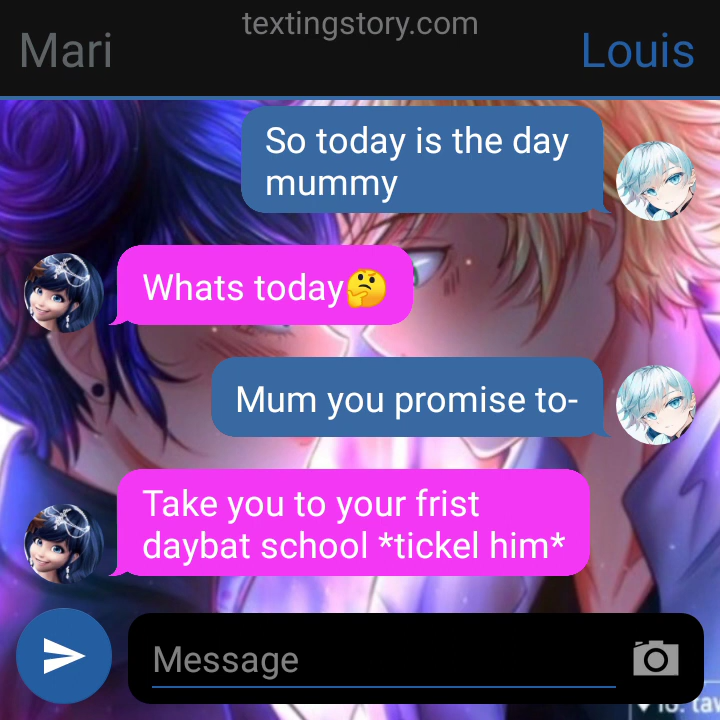 textingstory.com
Mari
Louis
So today is the day
mummy
Whats today🤔
Mum you promise to-
Take you to your frist
daybat school *tickel him*
Message